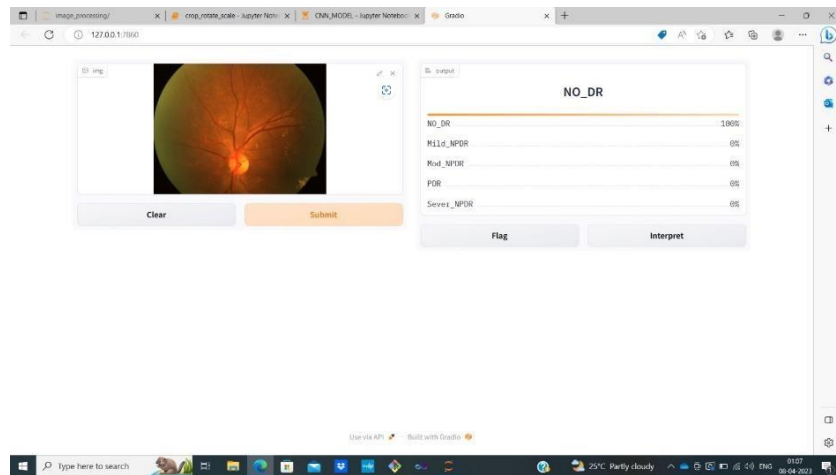 image_processing/
crop_rotate_scale - Jupyter Note
CNN_MODEL - Jupyter Noteboo
Gradio
127.0.0.1:7860
img
output
NO_DR
NO_DR 100%
Mild_NPDR 0%
Mod_NPDR 0%
PDR 0%
Sever_NPDR 0%
Clear
Submit
Flag
Interpret
Use via API
Built with Gradio
Type here to search
25°C Partly cloudy
ENG
01:07
08-04-2023